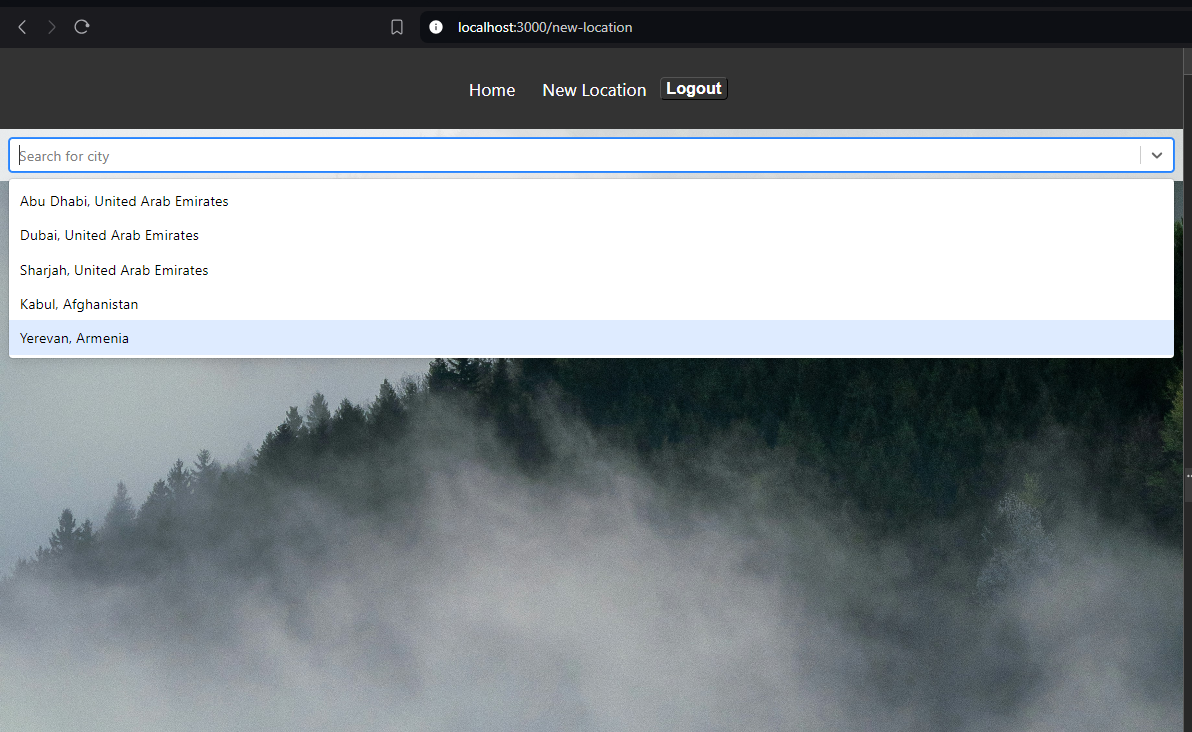 localhost:3000/new-location
Home New Location Logout
Search for city
Abu Dhabi, United Arab Emirates
Dubai, United Arab Emirates
Sharjah, United Arab Emirates
Kabul, Afghanistan
Yerevan, Armenia